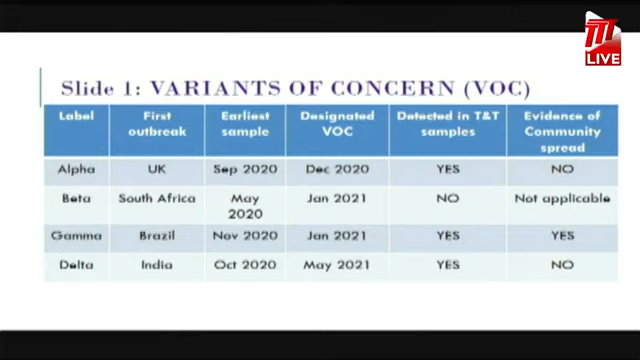 LIVE
Slide 1: VARIANTS OF CONCERN (VOC)
Label First outbreak Earliest sample Designated VOC Detected in T&T samples Evidence of Community spread
Alpha UK Sep 2020 Dec 2020 YES NO
Beta South Africa May 2020 Jan 2021 NO Not applicable
Gamma Brazil Nov 2020 Jan 2021 YES YES
Delta India Oct 2020 May 2021 YES NO